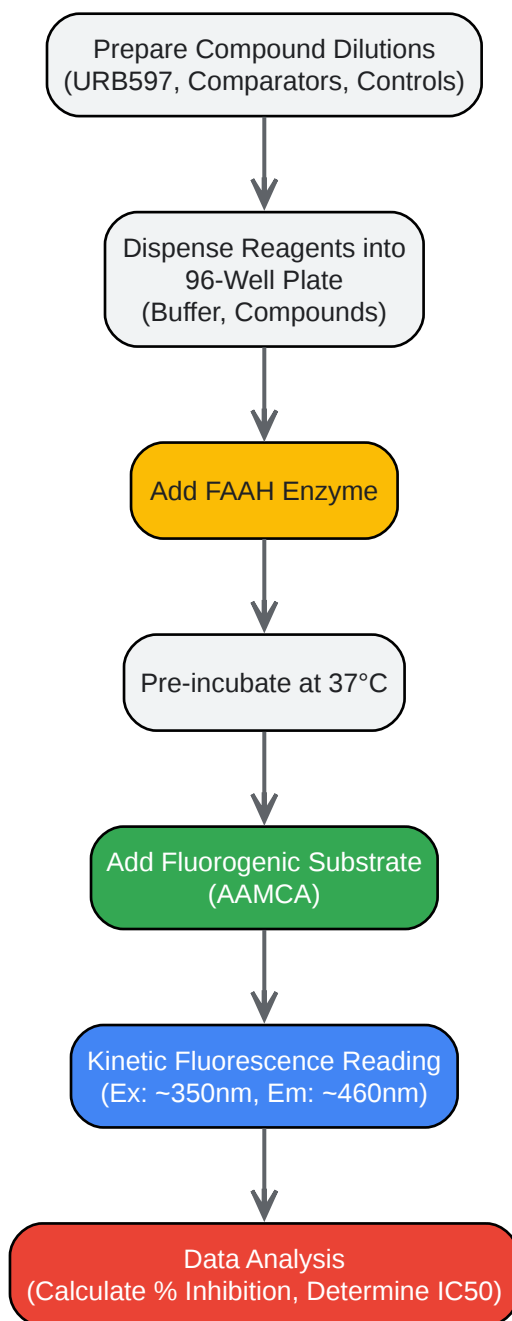 Prepare Compound Dilutions
(URB597, Comparators, Controls)
Dispense Reagents into
96-Well Plate
(Buffer, Compounds)
Add FAAH Enzyme
Pre-incubate at 37°C
Add Fluorogenic Substrate
(AAMCA)
Kinetic Fluorescence Reading
(Ex: ~350nm, Em: ~460nm)
Data Analysis
(Calculate % Inhibition, Determine IC50)